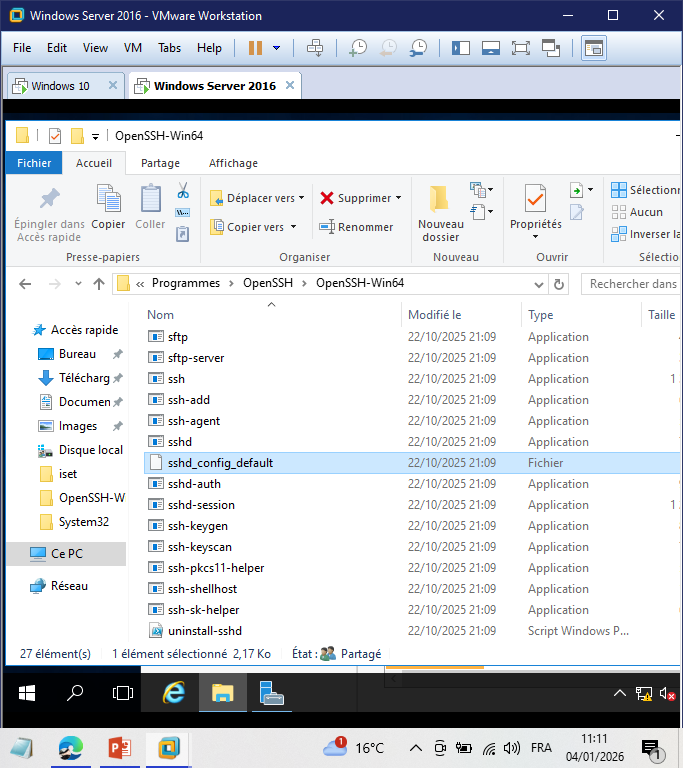 Windows Server 2016 - VMware Workstation
File Edit View VM Tabs Help
Windows 10 Windows Server 2016
OpenSSH-Win64
Fichier Accueil Partage Affichage
Épingler dans Accès rapide
Copier
Coller
Presse-papiers
Déplacer vers
Copier vers
Supprimer
Renommer
Organiser
Nouveau dossier
Nouveau
Propriétés
Ouvrir
Sélectionn
Aucun
Inverser la
Sélectio
« Programmes > OpenSSH > OpenSSH-Win64
Rechercher dans
Accès rapide
Bureau
Télécharg
Documen
Images
Disque local
iset
OpenSSH-W
System32
Ce PC
Réseau
Nom Modifié le Type Taille
sftp 22/10/2025 21:09 Application
sftp-server 22/10/2025 21:09 Application
ssh 22/10/2025 21:09 Application 1
ssh-add 22/10/2025 21:09 Application
ssh-agent 22/10/2025 21:09 Application
sshd 22/10/2025 21:09 Application
sshd_config_default 22/10/2025 21:09 Fichier
sshd-auth 22/10/2025 21:09 Application
sshd-session 22/10/2025 21:09 Application 1
ssh-keygen 22/10/2025 21:09 Application
ssh-keyscan 22/10/2025 21:09 Application
ssh-pkcs11-helper 22/10/2025 21:09 Application
ssh-shellhost 22/10/2025 21:09 Application
ssh-sk-helper 22/10/2025 21:09 Application
uninstall-sshd 22/10/2025 21:09 Script Windows P...
27 élément(s) 1 élément sélectionné 2,17 Ko État : Partagé
1 16°C FRA 11:11
04/01/2026 1